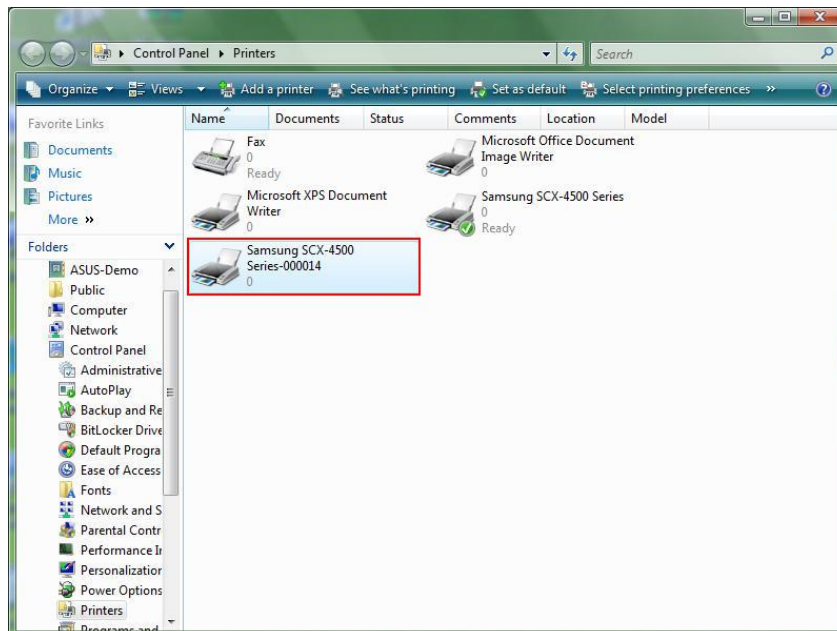 Control Panel
Printers
Search
Organize
Views
Add a printer
See what's printing
Set as default
Select printing preferences
»
?
Favorite Links
Documents
Music
Pictures
More »
Folders
ASUS-Demo
Public
Computer
Network
Control Panel
Administrative
AutoPlay
Backup and Re
BitLocker Drive
Default Progra
Ease of Access
Fonts
Network and S
Parental Contr
Performance Ir
Personalization
Power Options
Printers
Programs and
Name
Documents
Status
Comments
Location
Model
Fax
0
Ready
Microsoft Office Document
Image Writer
0
Microsoft XPS Document
Writer
0
Samsung SCX-4500 Series
0
Ready
Samsung SCX-4500
Series-000014
0